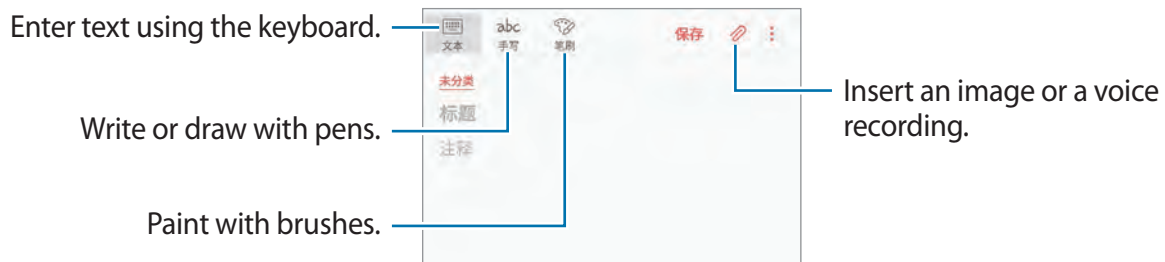 Enter text using the keyboard.
abc
保存
文本
手写
笔刷
未分类
Insert an image or a voice
recording.
标题
Write or draw with pens.
注释
Paint with brushes.